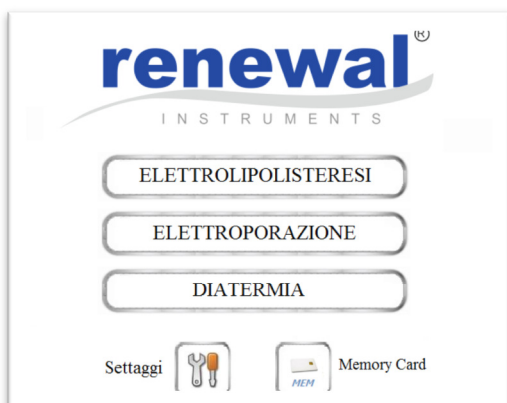 renewal®
INSTRUMENTS
ELETTROLIPOLISTERESI
ELETTROPORAZIONE
DIATERMIA
Settaggi
MEM
Memory Card